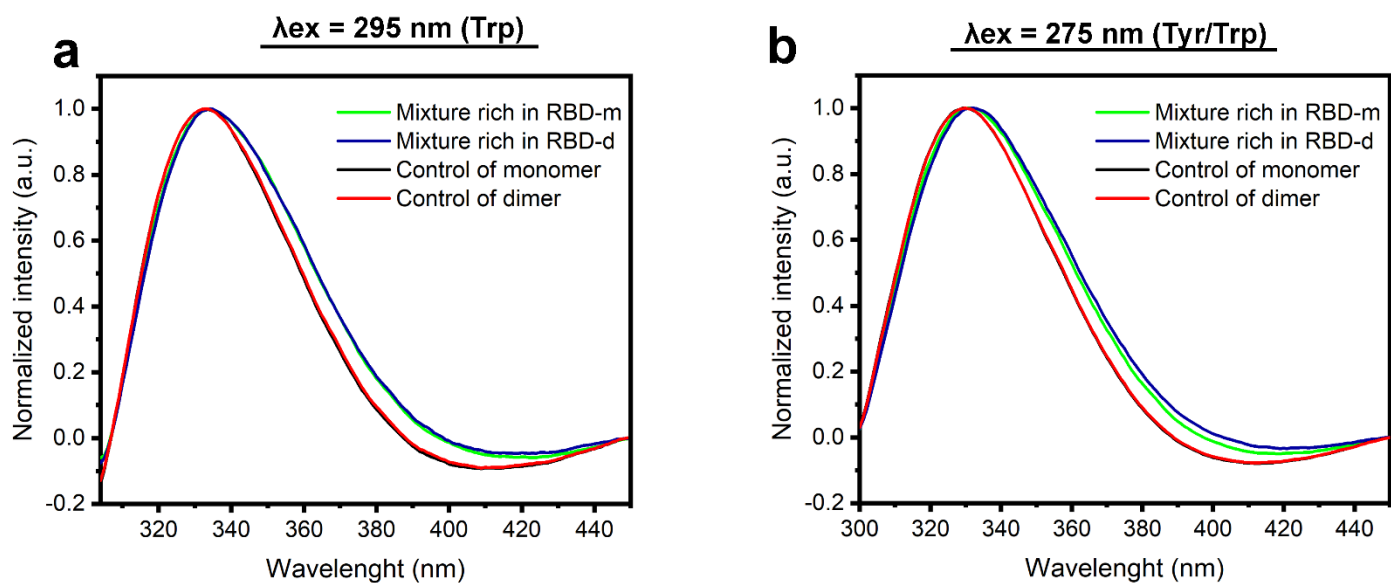 a
λex = 295 nm (Trp)
Mixture rich in RBD-m
Mixture rich in RBD-d
Control of monomer
Control of dimer
Normalized intensity (a.u.)
1.0
0.8
0.6
0.4
0.2
0.0
-0.2
320 340 360 380 400 420 440
Wavelenght (nm)
b
λex = 275 nm (Tyr/Trp)
Mixture rich in RBD-m
Mixture rich in RBD-d
Control of monomer
Control of dimer
Normalized intensity (a.u.)
1.0
0.8
0.6
0.4
0.2
0.0
-0.2
300 320 340 360 380 400 420 440
Wavelenght (nm)